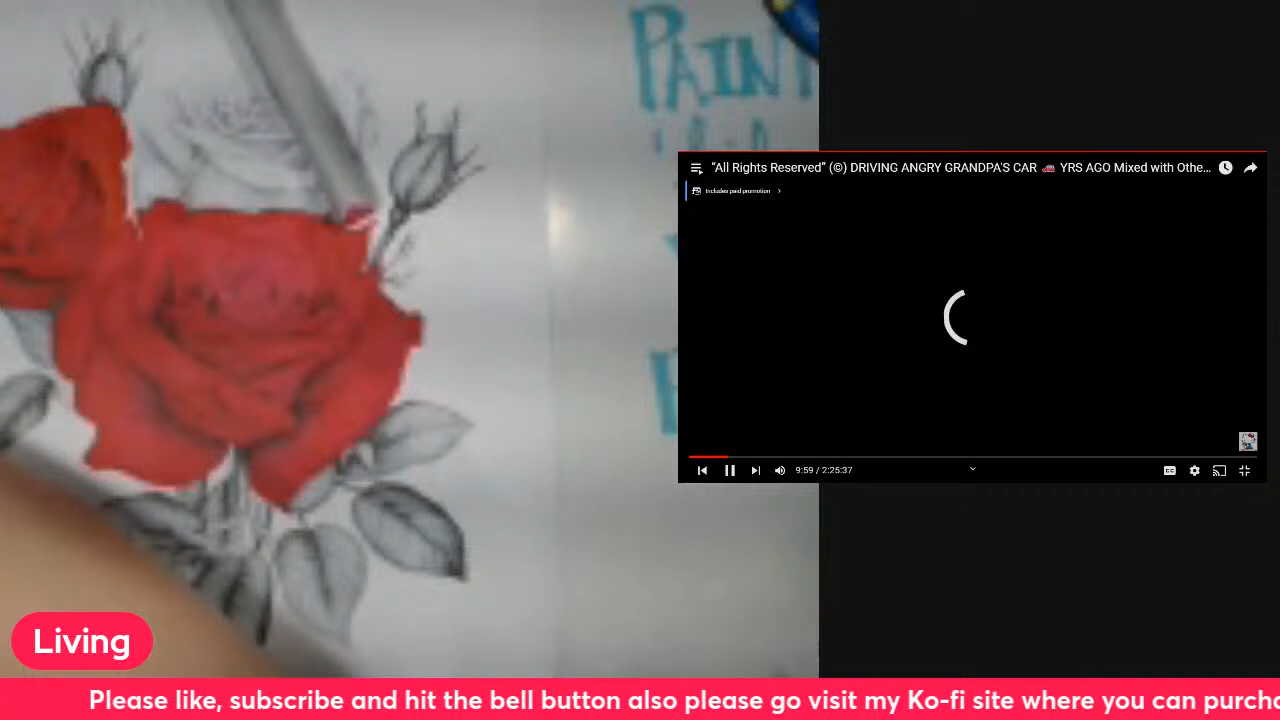 PAINT
"All Rights Reserved" (©) DRIVING ANGRY GRANDPA'S CAR 🚗 YRS AGO Mixed with Othe...
Includes paid promotion
9:59 / 2:25:37
CC
Living
Please like, subscribe and hit the bell button also please go visit my Ko-fi site where you can purcha